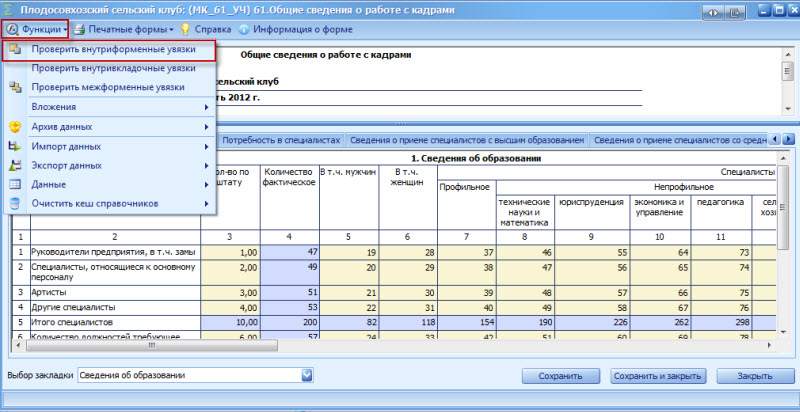 Плодосовхозский сельский клуб: (МК_61_УЧ) 61.Общие сведения о работе с кадрами
Функции Печатные формы Справка Информация о форме
Проверить внутриформенные увязки
Проверить внутривкладочные увязки
Проверить межформенные увязки
Вложения
Архив данных
Импорт данных
Экспорт данных
Данные
Очистить кеш справочников
Общие сведения о работе с кадрами
сельский клуб
ть 2012 г.
Потребность в специалистах Сведения о приеме специалистов с высшим образованием Сведения о приеме специалистов со средн
1. Сведения об образовании
ол-во по штату Количество фактическое В т.ч. мужчин В т.ч. женщин Специалисты
Профильное Непрофильное
технические науки и математика юриспруденция экономика и управление педагогика сел хозя
1 2 3 4 5 6 7 8 9 10 11
1 Руководители предприятия, в т.ч. замы 1,00 47 19 28 37 46 55 64 73
2 Специалисты, относящиеся к основному персоналу 2,00 49 20 29 38 47 56 65 74
3 Артисты 3,00 51 21 30 39 48 57 66 75
4 Другие специалисты 4,00 53 22 31 40 49 58 67 76
5 Итого специалистов 10,00 200 82 118 154 190 226 262 298
6 Количество должностей требующее 6,00 57 24 33 42 51 60 69 78
Выбор закладки Сведения об образовании Сохранить Сохранить и закрыть Закрыть